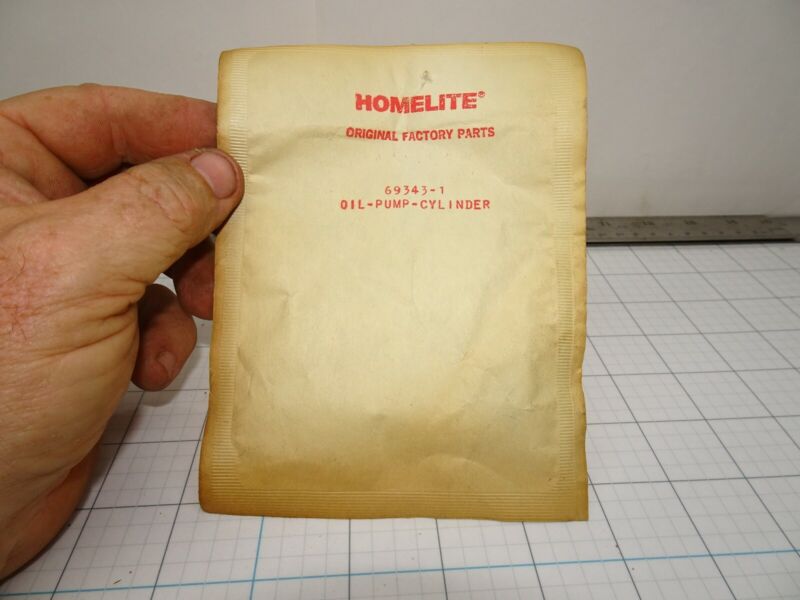 HOMELITE®
ORIGINAL FACTORY PARTS
69343-1
OIL-PUMP-CYLINDER